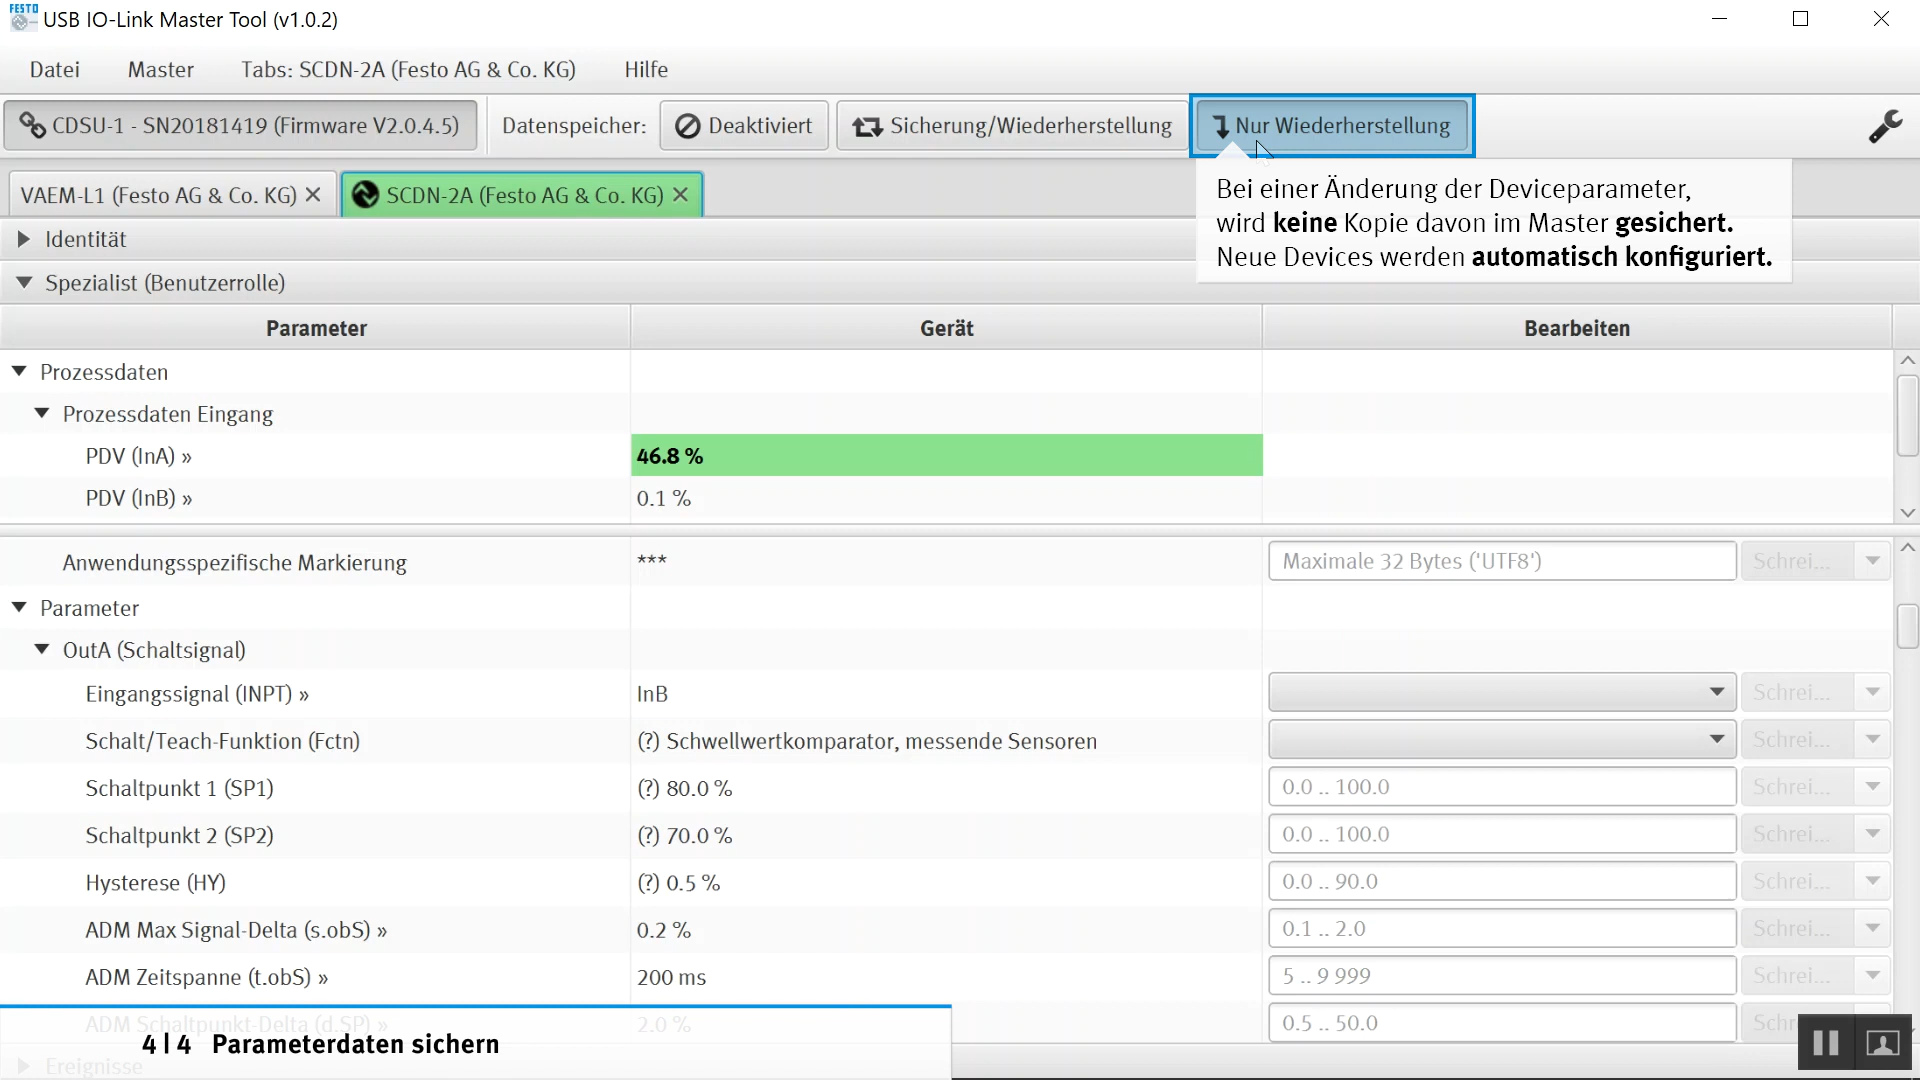 FESTO
USB IO-Link Master Tool (v1.0.2)
Datei Master Tabs: SCDN-2A (Festo AG & Co. KG) Hilfe
CDSU-1 - SN20181419 (Firmware V2.0.4.5) Datenspeicher: Deaktiviert Sicherung/Wiederherstellung Nur Wiederherstellung
VAEM-L1 (Festo AG & Co. KG) SCDN-2A (Festo AG & Co. KG)
Bei einer Änderung der Deviceparameter,
wird keine Kopie davon im Master gesichert.
Neue Devices werden automatisch konfiguriert.
Identität
Spezialist (Benutzerrolle)
Parameter Gerät Bearbeiten
Prozessdaten
Prozessdaten Eingang
PDV (InA) » 46.8 %
PDV (InB) » 0.1 %
Anwendungsspezifische Markierung *** Maximale 32 Bytes ('UTF8') Schrei...
Parameter
OutA (Schaltsignal)
Eingangssignal (INPT) » InB Schrei...
Schalt/Teach-Funktion (Fctn) (?) Schwellwertkomparator, messende Sensoren Schrei...
Schaltpunkt 1 (SP1) (?) 80.0 % 0.0 .. 100.0 Schrei...
Schaltpunkt 2 (SP2) (?) 70.0 % 0.0 .. 100.0 Schrei...
Hysterese (HY) (?) 0.5 % 0.0 .. 90.0 Schrei...
ADM Max Signal-Delta (s.obS) » 0.2 % 0.1 .. 2.0 Schrei...
ADM Zeitspanne (t.obS) » 200 ms 5 .. 9 999 Schrei...
ADM Schaltpunkt-Delta (d.SP) » 2.0 % 0.5 .. 50.0 Schr
4|4 Parameterdaten sichern
Ereignisse